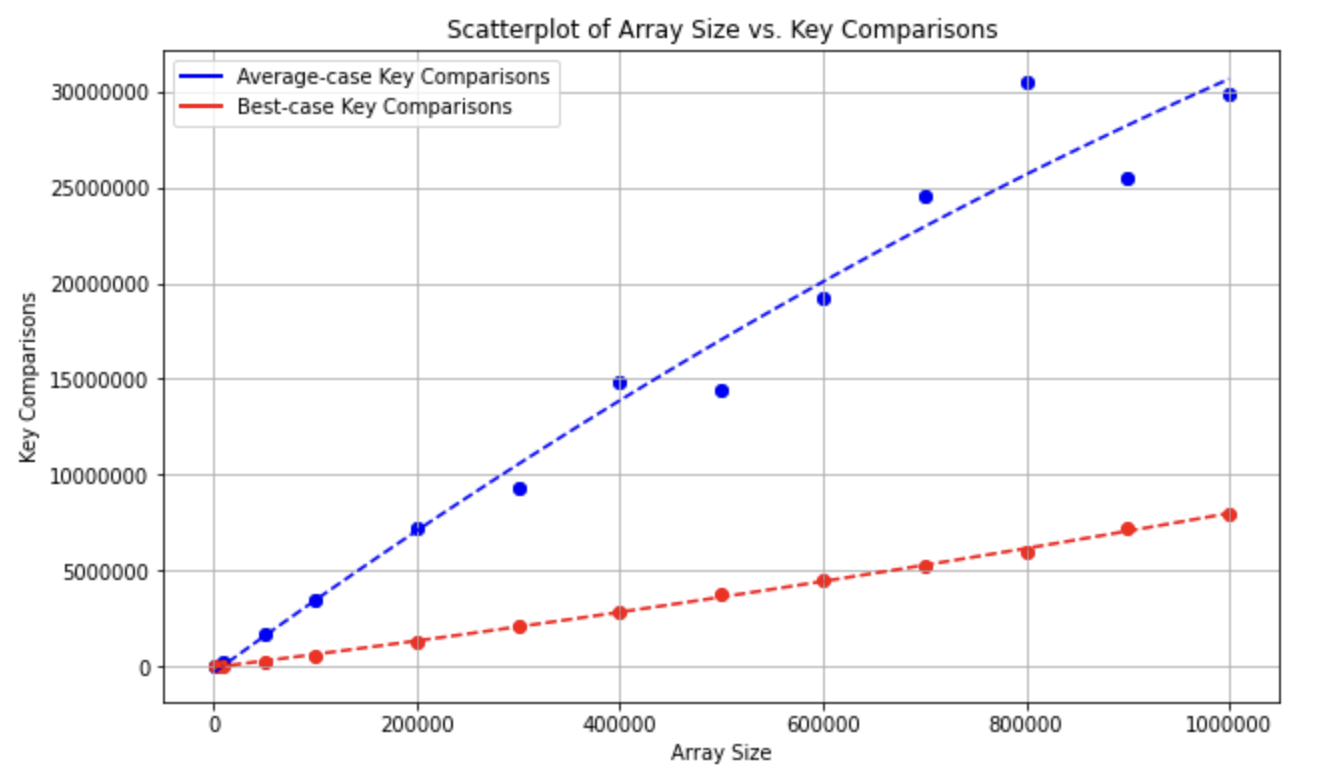 Scatterplot of Array Size vs. Key Comparisons
Average-case Key Comparisons
Best-case Key Comparisons
30000000
25000000
20000000
15000000
10000000
5000000
0
Key Comparisons
0 200000 400000 600000 800000 1000000
Array Size